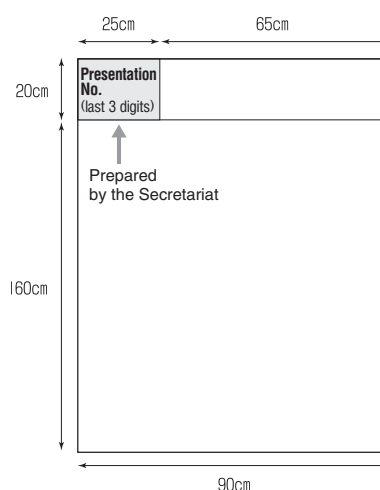 25cm 65cm
20cm
Presentation
No.
(last 3 digits)
Prepared
by the Secretariat
160cm
90cm